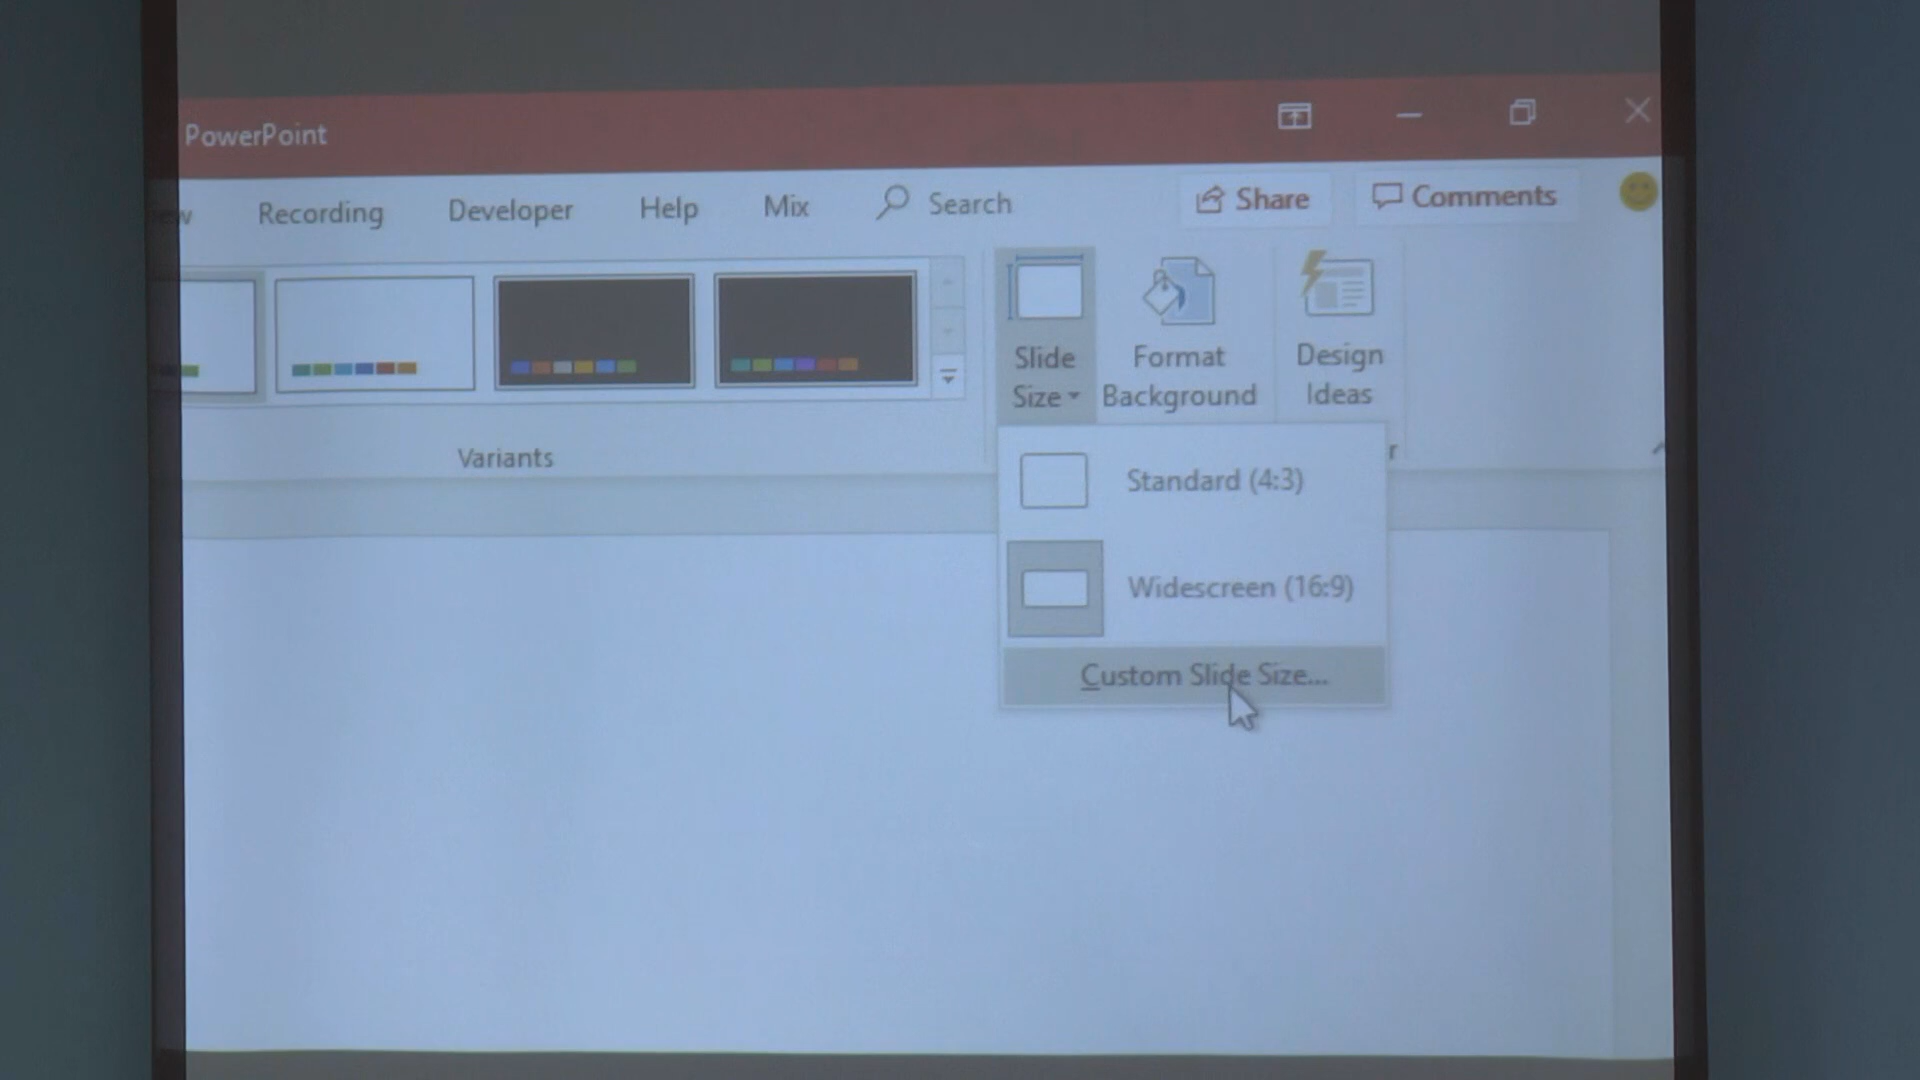 PowerPoint
Recording Developer Help Mix Search Share Comments
Slide Size
Format Background
Design Ideas
Variants
Standard (4:3)
Widescreen (16:9)
Custom Slide Size...